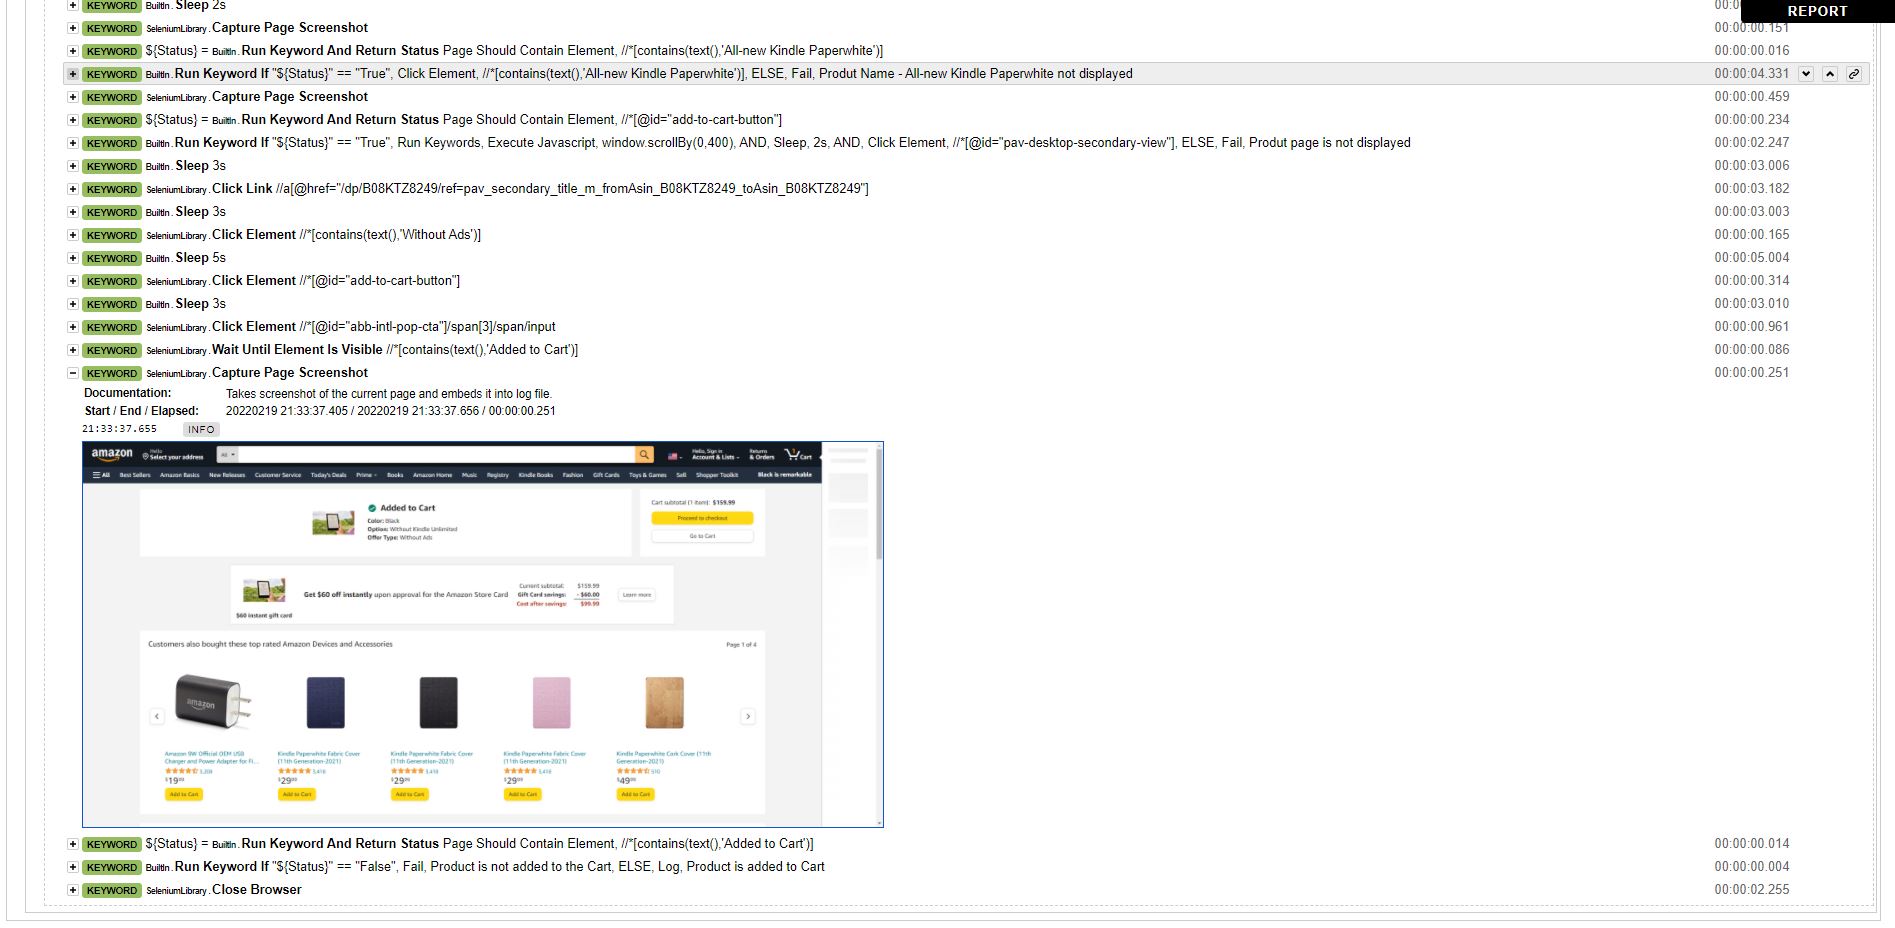 REPORT
+ KEYWORD BuiltIn. Sleep 2s 00:0
+ KEYWORD SeleniumLibrary. Capture Page Screenshot 00:00:00.151
+ KEYWORD ${Status} = BuiltIn. Run Keyword And Return Status Page Should Contain Element, //*[contains(text(),'All-new Kindle Paperwhite')] 00:00:00.016
+ KEYWORD BuiltIn. Run Keyword If "${Status}" == "True", Click Element, //*[contains(text(),'All-new Kindle Paperwhite')], ELSE, Fail, Produt Name - All-new Kindle Paperwhite not displayed 00:00:04.331
+ KEYWORD SeleniumLibrary. Capture Page Screenshot 00:00:00.459
+ KEYWORD ${Status} = BuiltIn. Run Keyword And Return Status Page Should Contain Element, //*[@id="add-to-cart-button"] 00:00:00.234
+ KEYWORD BuiltIn. Run Keyword If "${Status}" == "True", Run Keywords, Execute Javascript, window.scrollBy(0,400), AND, Sleep, 2s, AND, Click Element, //*[@id="pav-desktop-secondary-view"], ELSE, Fail, Produt page is not displayed 00:00:02.247
+ KEYWORD BuiltIn. Sleep 3s 00:00:03.006
+ KEYWORD SeleniumLibrary. Click Link //a[@href="/dp/B08KTZ8249/ref=pav_secondary_title_m_fromAsin_B08KTZ8249_toAsin_B08KTZ8249"] 00:00:03.182
+ KEYWORD BuiltIn. Sleep 3s 00:00:03.003
+ KEYWORD SeleniumLibrary. Click Element //*[contains(text(),'Without Ads')] 00:00:00.165
+ KEYWORD BuiltIn. Sleep 5s 00:00:05.004
+ KEYWORD SeleniumLibrary. Click Element //*[@id="add-to-cart-button"] 00:00:00.314
+ KEYWORD BuiltIn. Sleep 3s 00:00:03.010
+ KEYWORD SeleniumLibrary. Click Element //*[@id="abb-intl-pop-cta"]/span[3]/span/input 00:00:00.961
+ KEYWORD SeleniumLibrary. Wait Until Element Is Visible //*[contains(text(),'Added to Cart')] 00:00:00.086
− KEYWORD SeleniumLibrary. Capture Page Screenshot 00:00:00.251
Documentation: Takes screenshot of the current page and embeds it into log file.
Start / End / Elapsed: 20220219 21:33:37.405 / 20220219 21:33:37.656 / 00:00:00.251
21:33:37.655 INFO
amazon Hello Select your address All Hello, Sign in Account & Lists Returns & Orders 1 Cart
All Best Sellers Amazon Basics New Releases Customer Service Today's Deals Prime Books Amazon Home Music Registry Kindle Books Fashion Gift Cards Toys & Games Sell Shopper Toolkit Black is remarkable
Added to Cart
Color: Black
Option: Without Kindle Unlimited
Offer Type: Without Ads
Cart subtotal (1 item): $159.99
Proceed to checkout
Go to Cart
Get $60 off instantly upon approval for the Amazon Store Card
$60 instant gift card
Current subtotal: $159.99
Gift Card savings: - $60.00
Cost after savings: $99.99
Learn more
Customers also bought these top rated Amazon Devices and Accessories Page 1 of 4
amazon
Amazon 9W Official OEM USB Charger and Power Adapter for Fi...
$19.99
Add to Cart
Kindle Paperwhite Fabric Cover (11th Generation-2021)
5,418
$29.99
Add to Cart
Kindle Paperwhite Fabric Cover (11th Generation-2021)
5,418
$29.99
Add to Cart
Kindle Paperwhite Fabric Cover (11th Generation-2021)
5,418
$29.99
Add to Cart
Kindle Paperwhite Cork Cover (11th Generation-2021)
510
$49.99
Add to Cart
+ KEYWORD ${Status} = BuiltIn. Run Keyword And Return Status Page Should Contain Element, //*[contains(text(),'Added to Cart')] 00:00:00.014
+ KEYWORD BuiltIn. Run Keyword If "${Status}" == "False", Fail, Product is not added to the Cart, ELSE, Log, Product is added to Cart 00:00:00.004
+ KEYWORD SeleniumLibrary. Close Browser 00:00:02.255